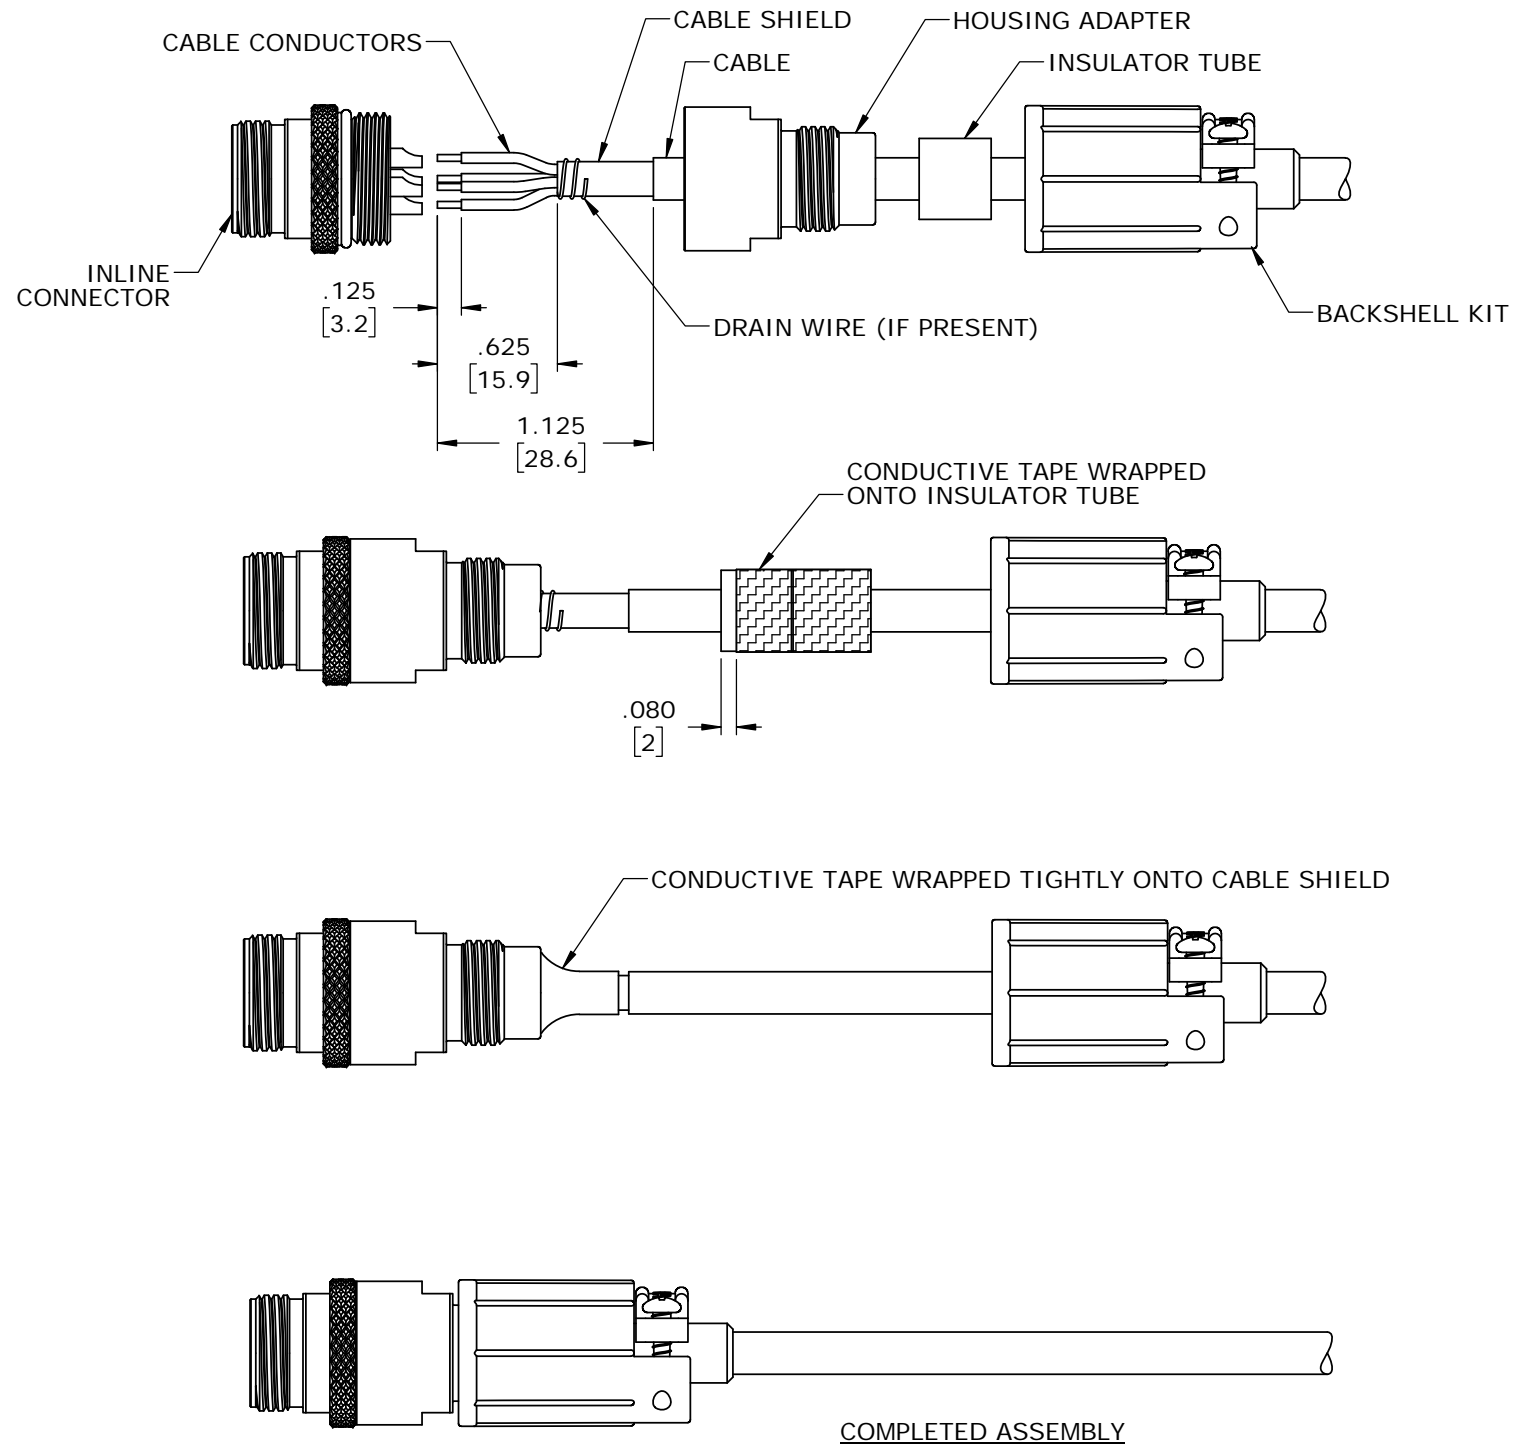 CABLE SHIELD
HOUSING ADAPTER
CABLE CONDUCTORS
CABLE
INSULATOR TUBE
INLINE
CONNECTOR
.125
[3.2]
BACKSHELL KIT
DRAIN WIRE (IF PRESENT)
.625
[15.9]
1.125
[28.6]
CONDUCTIVE TAPE WRAPPED
ONTO INSULATOR TUBE
.080
[2]
CONDUCTIVE TAPE WRAPPED TIGHTLY ONTO CABLE SHIELD
COMPLETED ASSEMBLY